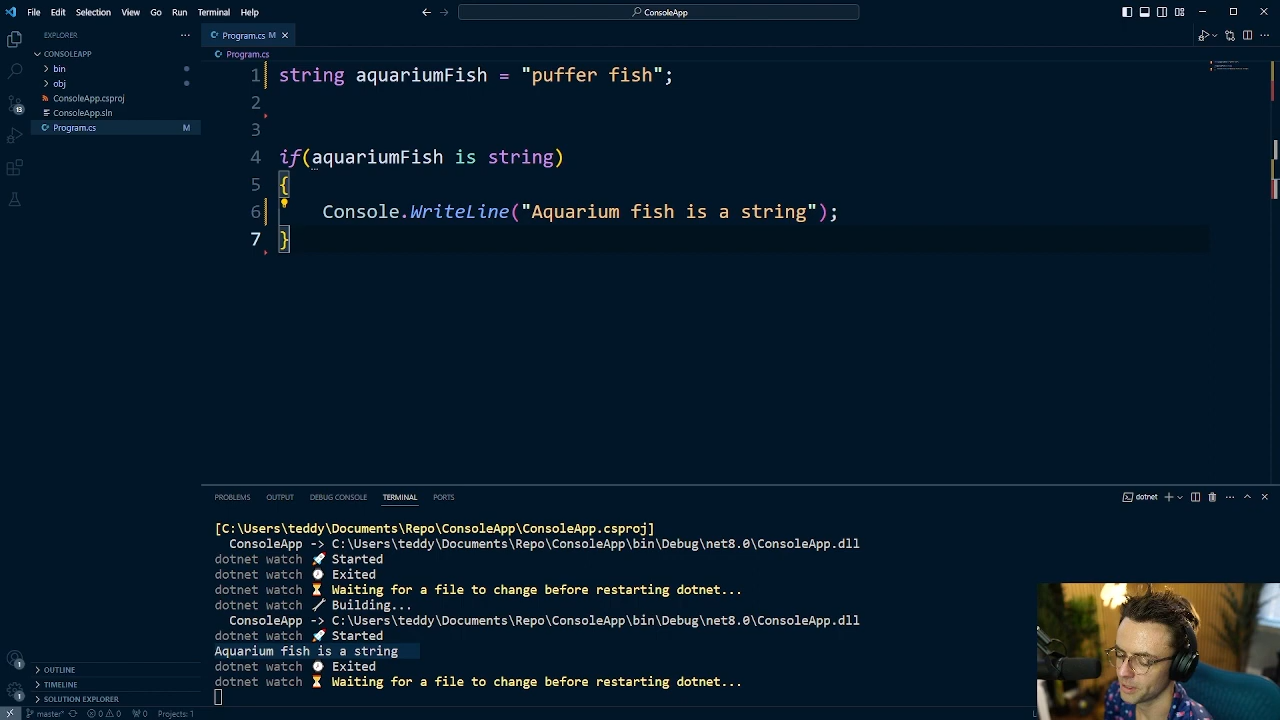 File Edit Selection View Go Run Terminal Help
ConsoleApp
EXPLORER
CONSOLEAPP
bin
obj
ConsoleApp.csproj
ConsoleApp.sln
Program.cs M
OUTLINE
TIMELINE
SOLUTION EXPLORER
13
1
1
Program.cs M
Program.cs
1 string aquariumFish = "puffer fish";
2
3
4 if(aquariumFish is string)
5 {
6 Console.WriteLine("Aquarium fish is a string");
7 }
PROBLEMS OUTPUT DEBUG CONSOLE TERMINAL PORTS
dotnet
[C:\Users\teddy\Documents\Repo\ConsoleApp\ConsoleApp.csproj]
ConsoleApp -> C:\Users\teddy\Documents\Repo\ConsoleApp\bin\Debug\net8.0\ConsoleApp.dll
dotnet watch 🚀 Started
dotnet watch ⌚ Exited
dotnet watch ⏳ Waiting for a file to change before restarting dotnet...
dotnet watch 🔧 Building...
ConsoleApp -> C:\Users\teddy\Documents\Repo\ConsoleApp\bin\Debug\net8.0\ConsoleApp.dll
dotnet watch 🚀 Started
Aquarium fish is a string
dotnet watch ⌚ Exited
dotnet watch ⏳ Waiting for a file to change before restarting dotnet...
master* 0 0 0 Projects: 1